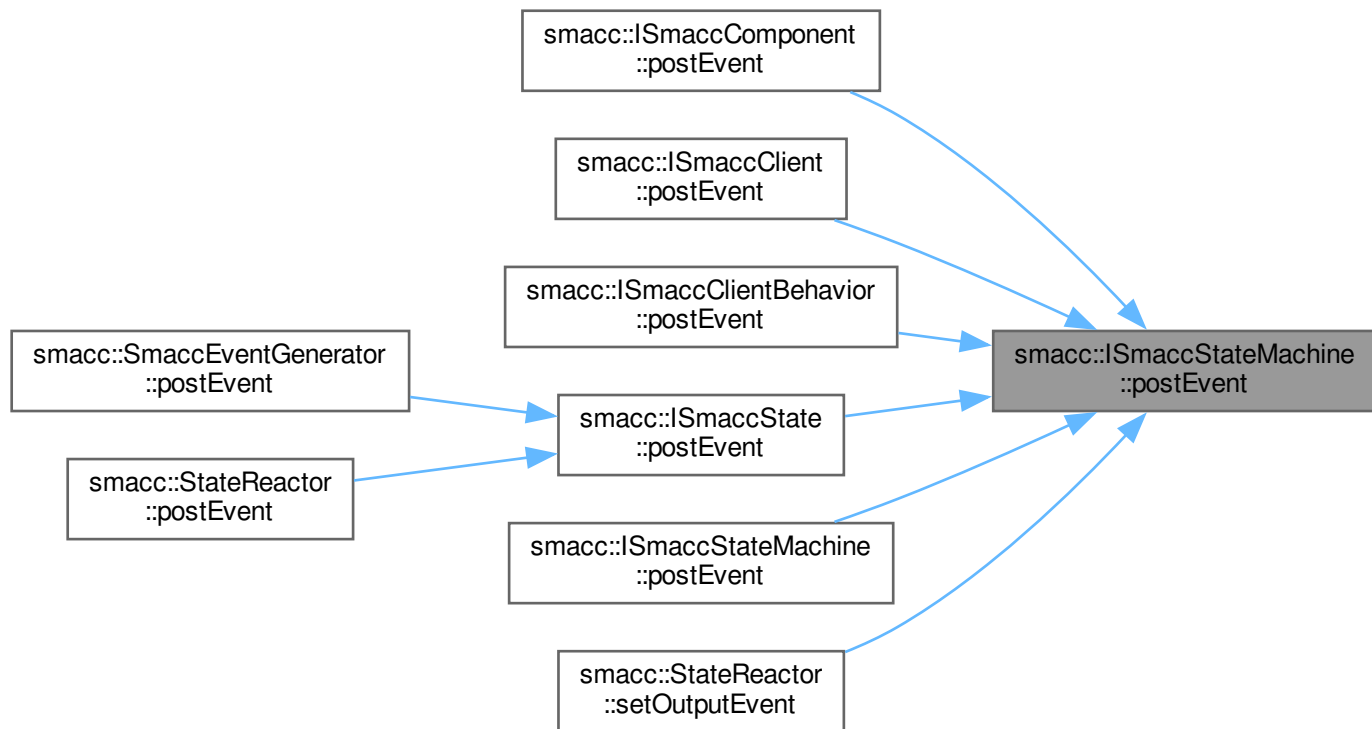 smacc::ISmaccComponent
::postEvent
smacc::ISmaccClient
::postEvent
smacc::ISmaccClientBehavior
::postEvent
smacc::SmaccEventGenerator
::postEvent
smacc::ISmaccStateMachine
::postEvent
smacc::ISmaccState
::postEvent
smacc::StateReactor
::postEvent
smacc::ISmaccStateMachine
::postEvent
smacc::StateReactor
::setOutputEvent